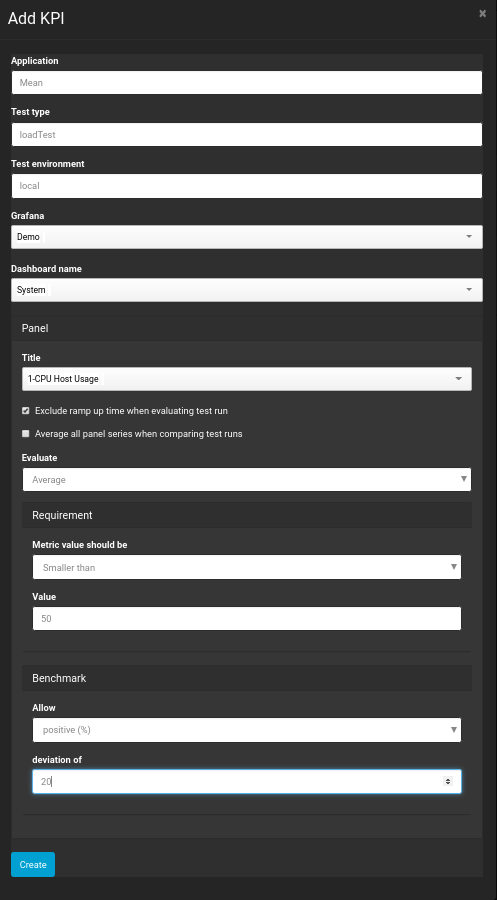 Add KPI
×
Application
Mean
Test type
loadTest
Test environment
local
Grafana
Demo
Dashboard name
System
Panel
Title
1-CPU Host Usage
Exclude ramp up time when evaluating test run
Average all panel series when comparing test runs
Evaluate
Average
Requirement
Metric value should be
Smaller than
Value
50
Benchmark
Allow
positive (%)
deviation of
20
Create